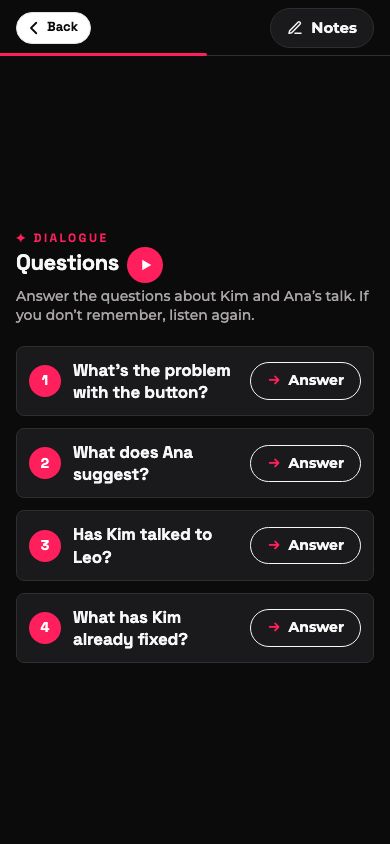 Back
Notes
DIALOGUE
Questions
Answer the questions about Kim and Ana's talk. If
you don't remember, listen again.
1
What's the problem
with the button?
Answer
2
What does Ana
suggest?
Answer
3
Has Kim talked to
Leo?
Answer
4
What has Kim
already fixed?
Answer